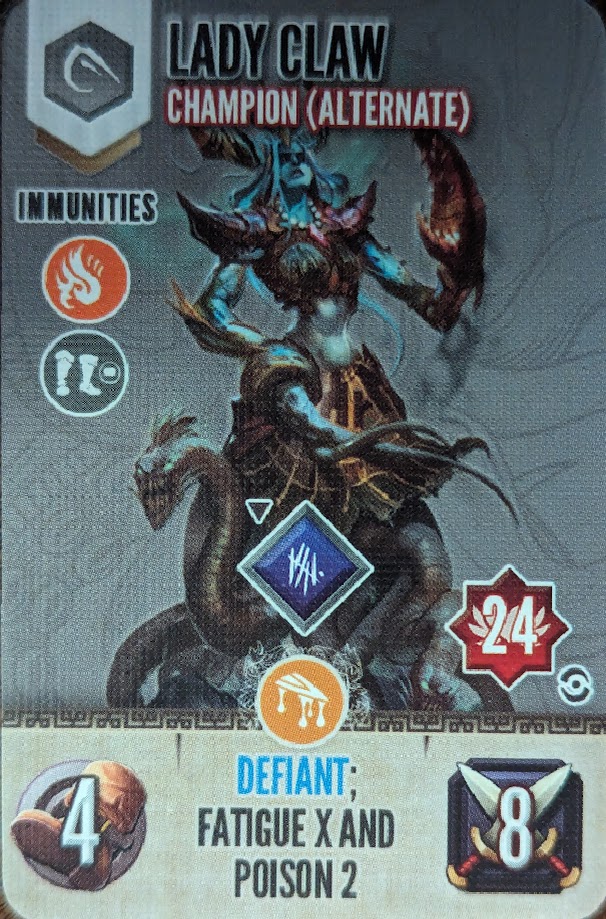 LADY CLAW
CHAMPION (ALTERNATE)
IMMUNITIES
24
4
DEFIANT;
FATIGUE X AND
POISON 2
8